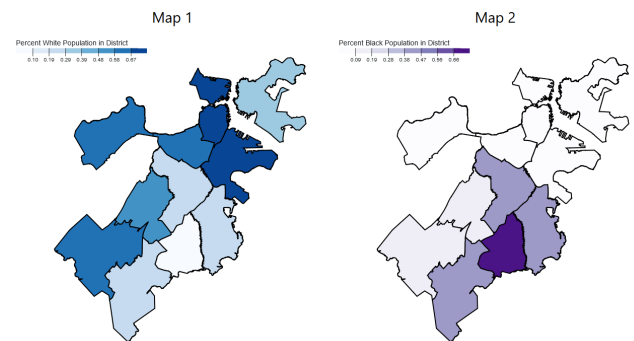 Map 1
Map 2
Percent White Population in District
0.10 0.19 0.29 0.39 0.48 0.58 0.67
Percent Black Population in District
0.09 0.19 0.28 0.38 0.47 0.56 0.66